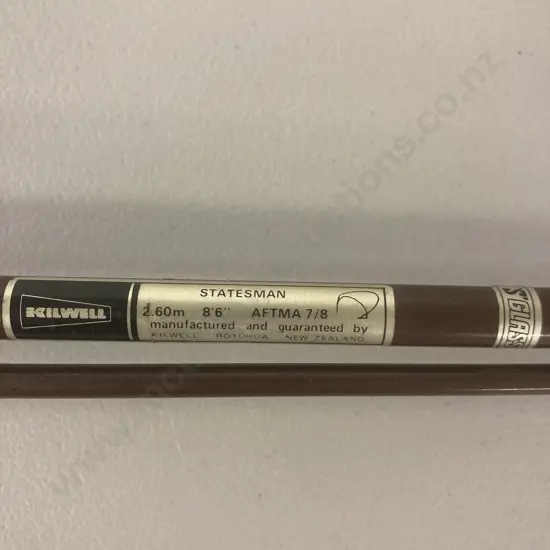 KILWELL
STATESMAN
2.60m 8'6" AFTMA 7/8
manufactured and guaranteed by
KILWELL ROTORUA NEW ZEALAND